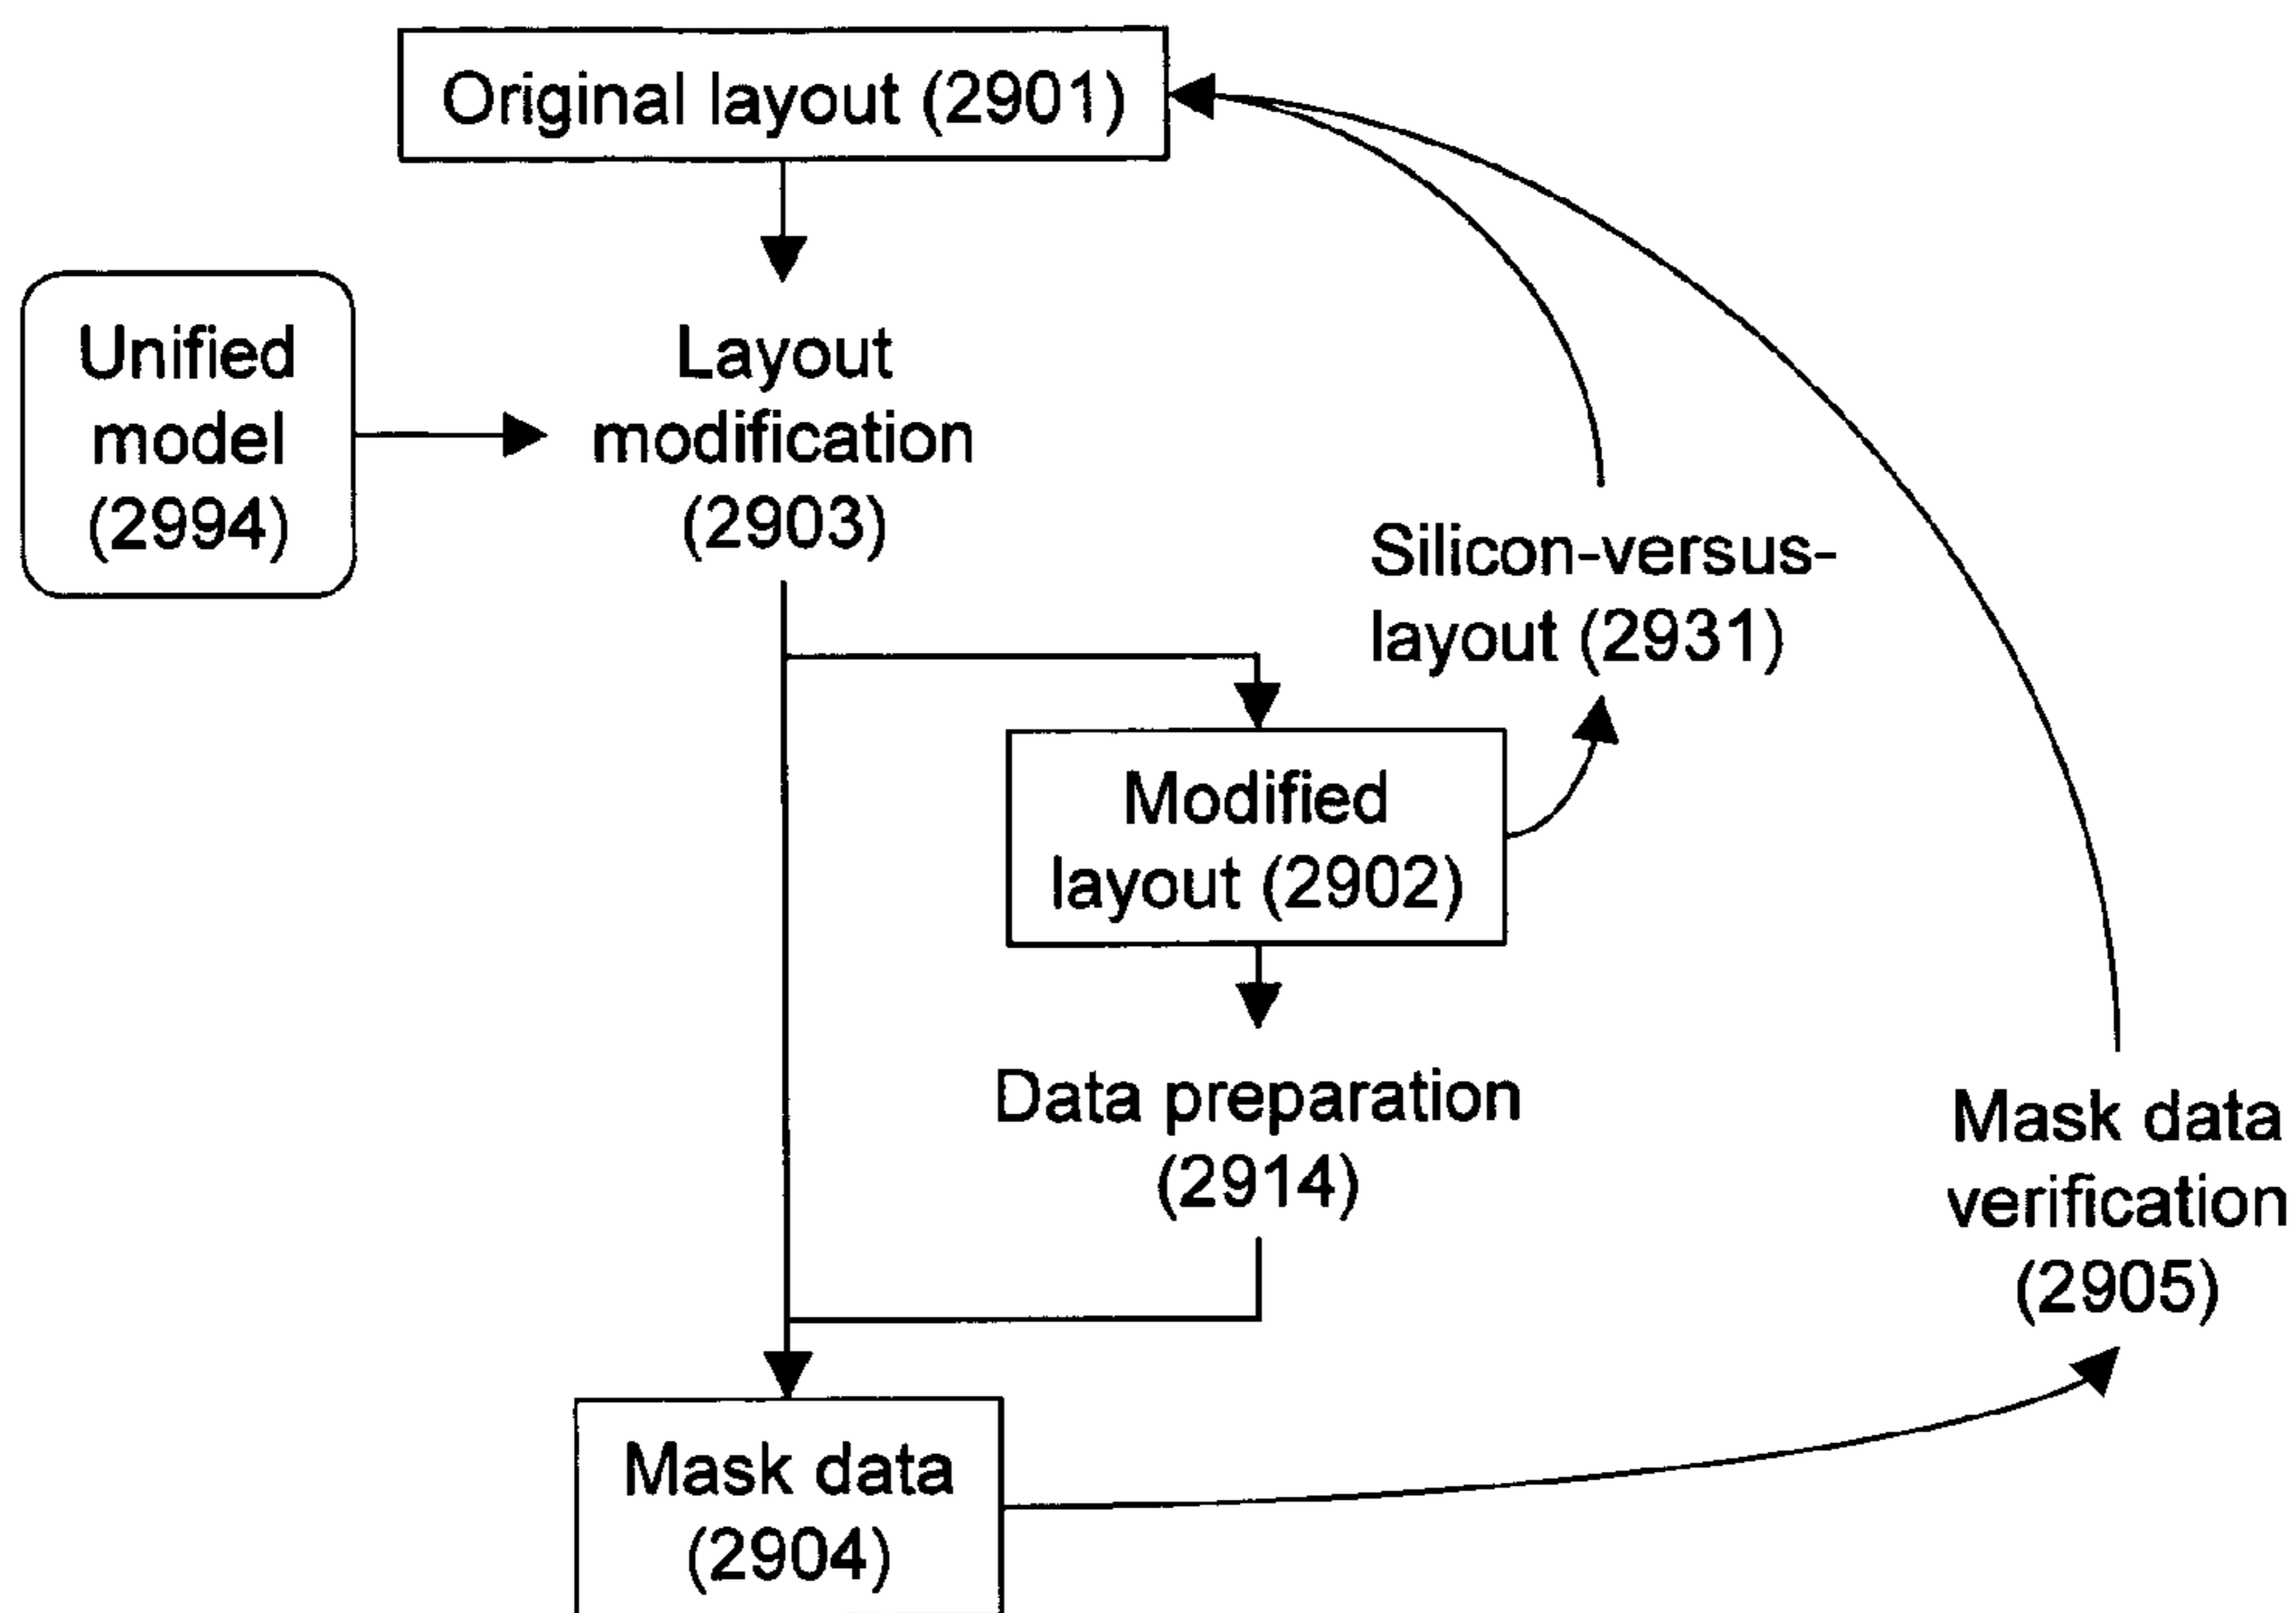 Original layout (2901)
Unified
model
(2994)
Layout
modification
(2903)
Silicon-versus-
layout (2931)
Modified
layout (2902)
Data preparation
(2914)
Mask data
verification
(2905)
Mask data
(2904)